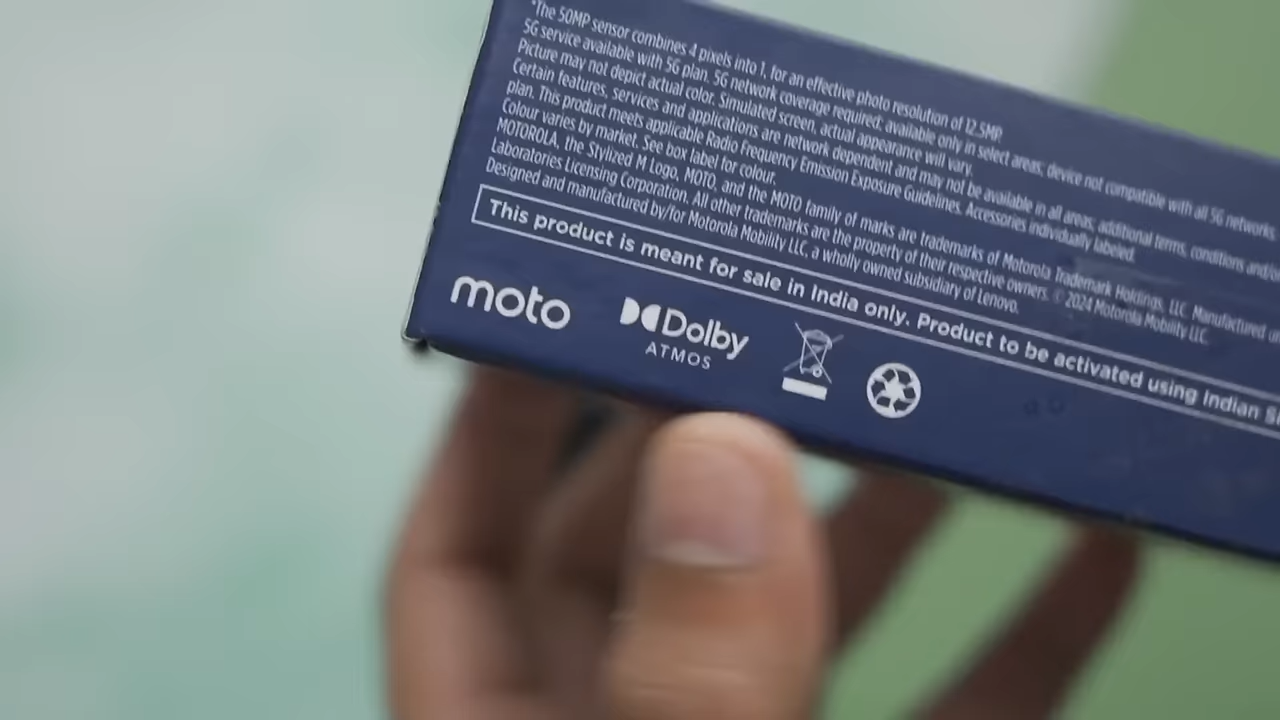 *The 50MP sensor combines 4 pixels into 1, for an effective photo resolution of 12.5MP.
5G service available with 5G plan. 5G network coverage required; available only in select areas; device not compatible with all 5G networks.
Picture may not depict actual color. Simulated screen, actual appearance will vary.
Certain features, services and applications are network dependent and may not be available in all areas; additional terms, conditions and/or
plan. This product meets applicable Radio Frequency Emission Exposure Guidelines. Accessories individually labeled.
Colour varies by market. See box label for colour.
MOTOROLA, the Stylized M Logo, MOTO, and the MOTO family of marks are trademarks of Motorola Trademark Holdings, LLC. Manufactured
Laboratories Licensing Corporation. All other trademarks are the property of their respective owners. © 2024 Motorola Mobility LLC.
Designed and manufactured by/for Motorola Mobility LLC, a wholly owned subsidiary of Lenovo.
This product is meant for sale in India only. Product to be activated using Indian
moto
Dolby
ATMOS